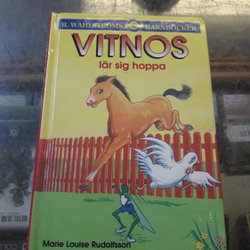 B. WAHLSTRÖMS BARNBÖCKER
VITNOS
lär sig hoppa
Marie Louise Rudolfsson